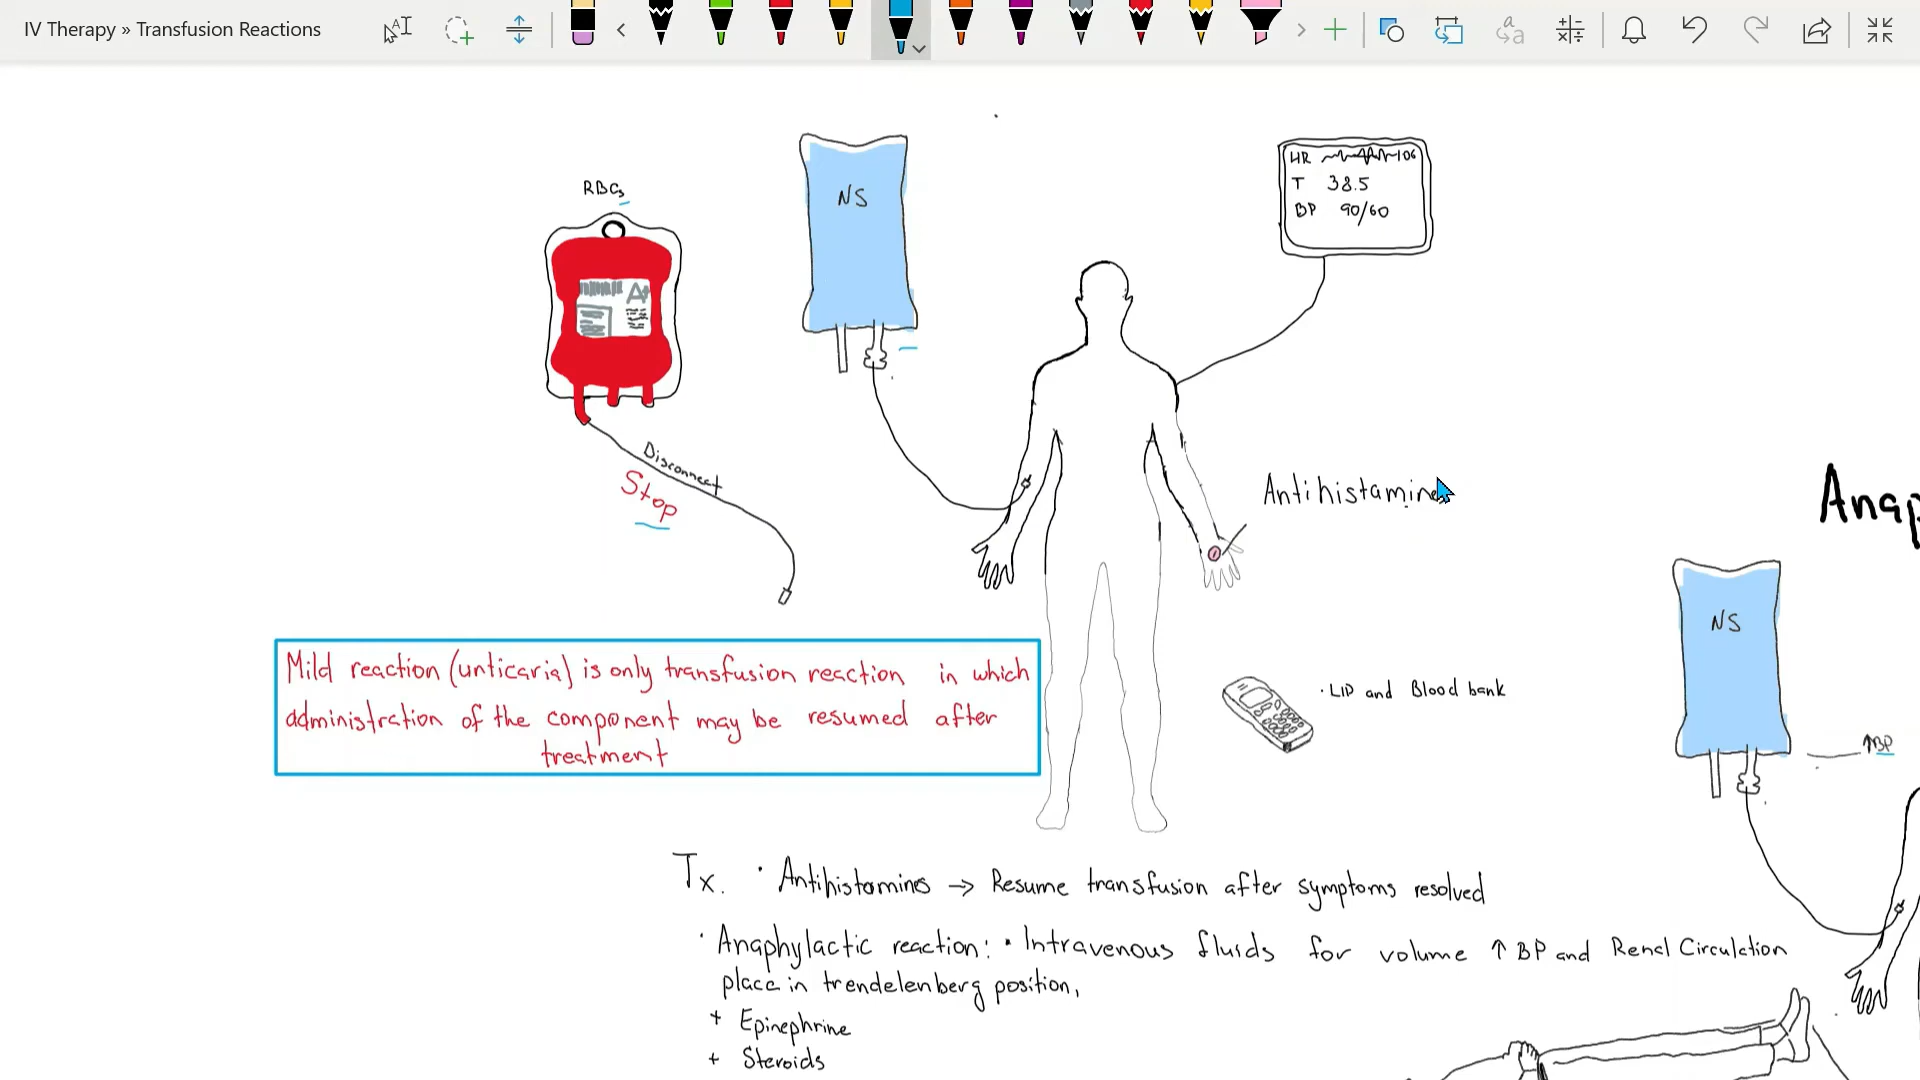 IV Therapy » Transfusion Reactions
RBCs
NS
HR 106
T 38.5
BP 90/60
A+
Disconnect
Stop
Antihistamines
Anap
NS
Mild reaction (unticaria) is only transfusion reaction in which
administration of the component may be resumed after
treatment
· LIP and Blood bank
↑BP
Tx. · Antihistamines → Resume transfusion after symptoms resolved
· Anaphylactic reaction: · Intravenous fluids for volume ↑ BP and Renal Circulation
place in trendelenberg position,
+ Epinephrine
+ Steroids